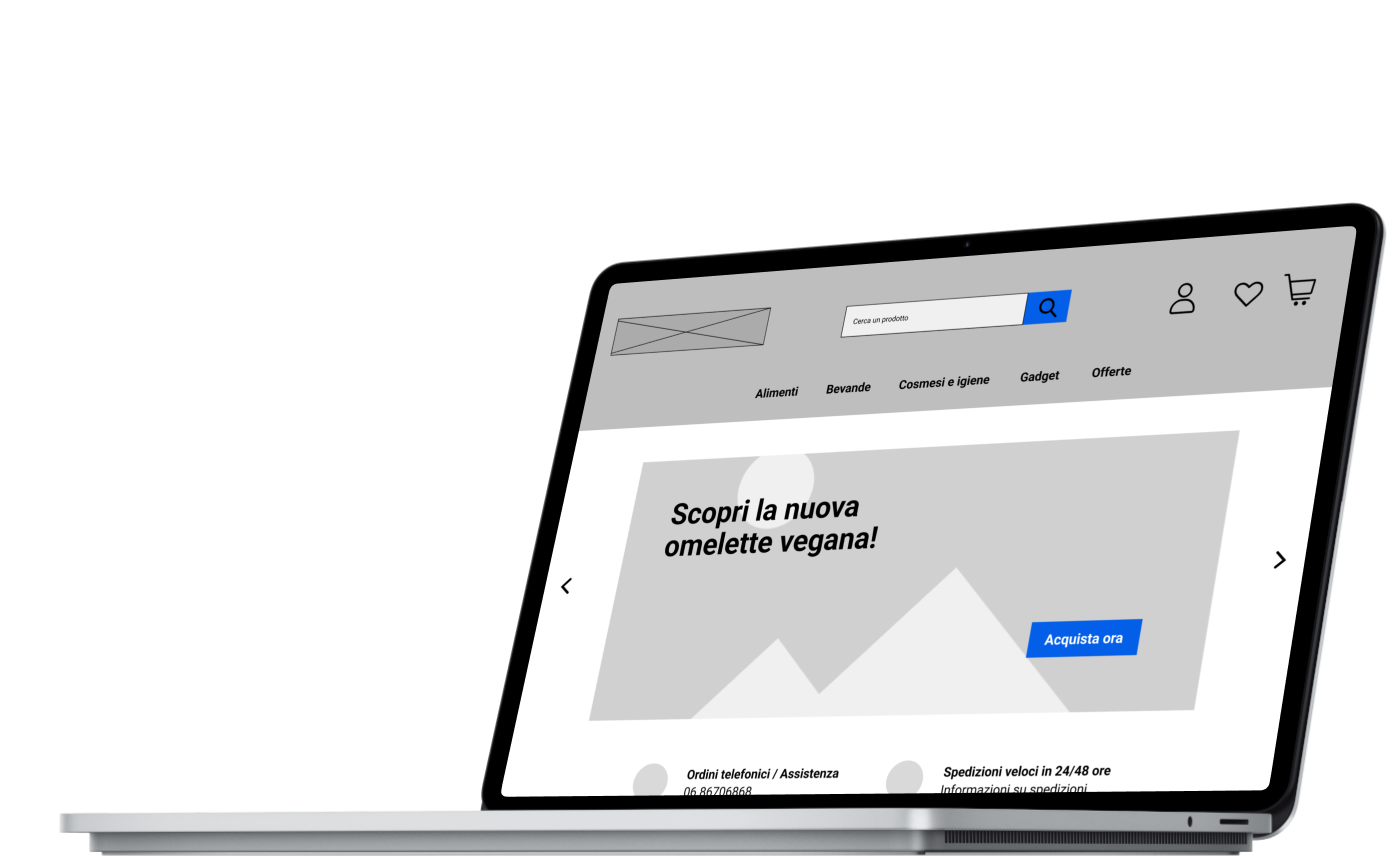 Cerca un prodotto
Alimenti Bevande Cosmesi e igiene Gadget Offerte
Scopri la nuova
omelette vegana!
Acquista ora
Ordini telefonici / Assistenza
06 86706868
Spedizioni veloci in 24/48 ore
Informazioni su spedizioni